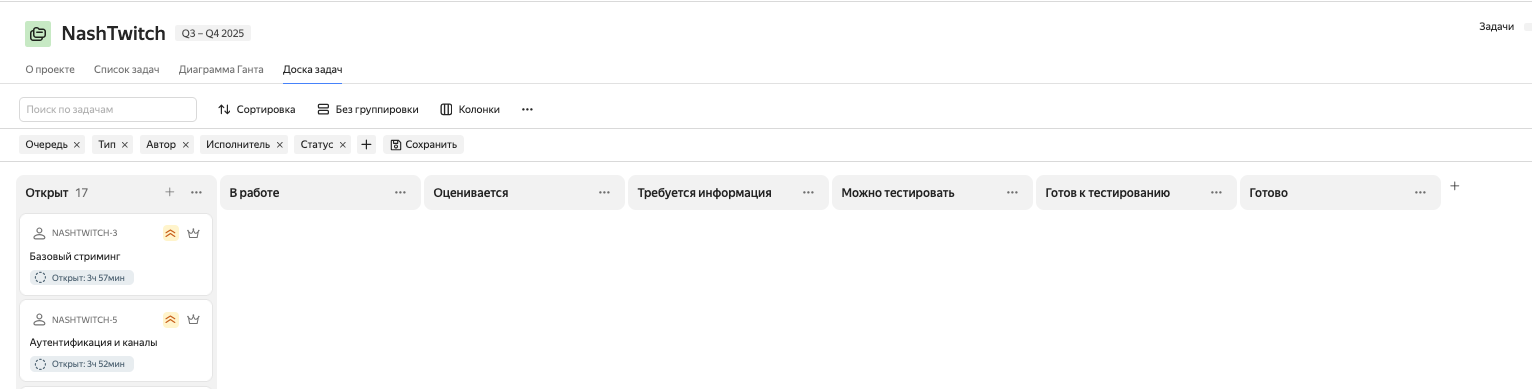 NashTwitch Q3 – Q4 2025
Задачи
О проекте Список задач Диаграмма Ганта Доска задач
Поиск по задачам Сортировка Без группировки Колонки
Очередь Тип Автор Исполнитель Статус Сохранить
Открыт 17 В работе Оценивается Требуется информация Можно тестировать Готов к тестированию Готово
NASHTWITCH-3
Базовый стриминг
Открыт: 3ч 57мин
NASHTWITCH-5
Аутентификация и каналы
Открыт: 3ч 52мин